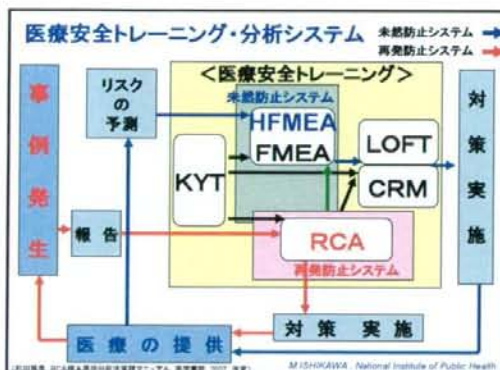 医療安全トレーニング・分析システム
未然防止システム
再発防止システム
<医療安全トレーニング>
事例発生
リスク
の
予測
未然防止システム
HFMEA
FMEA
LOFT
CRM
KYT
対策実施
報告
RCA
再発防止システム
医療の提供
対策 実施
M ISHIKAWA, National Institute of Public Health